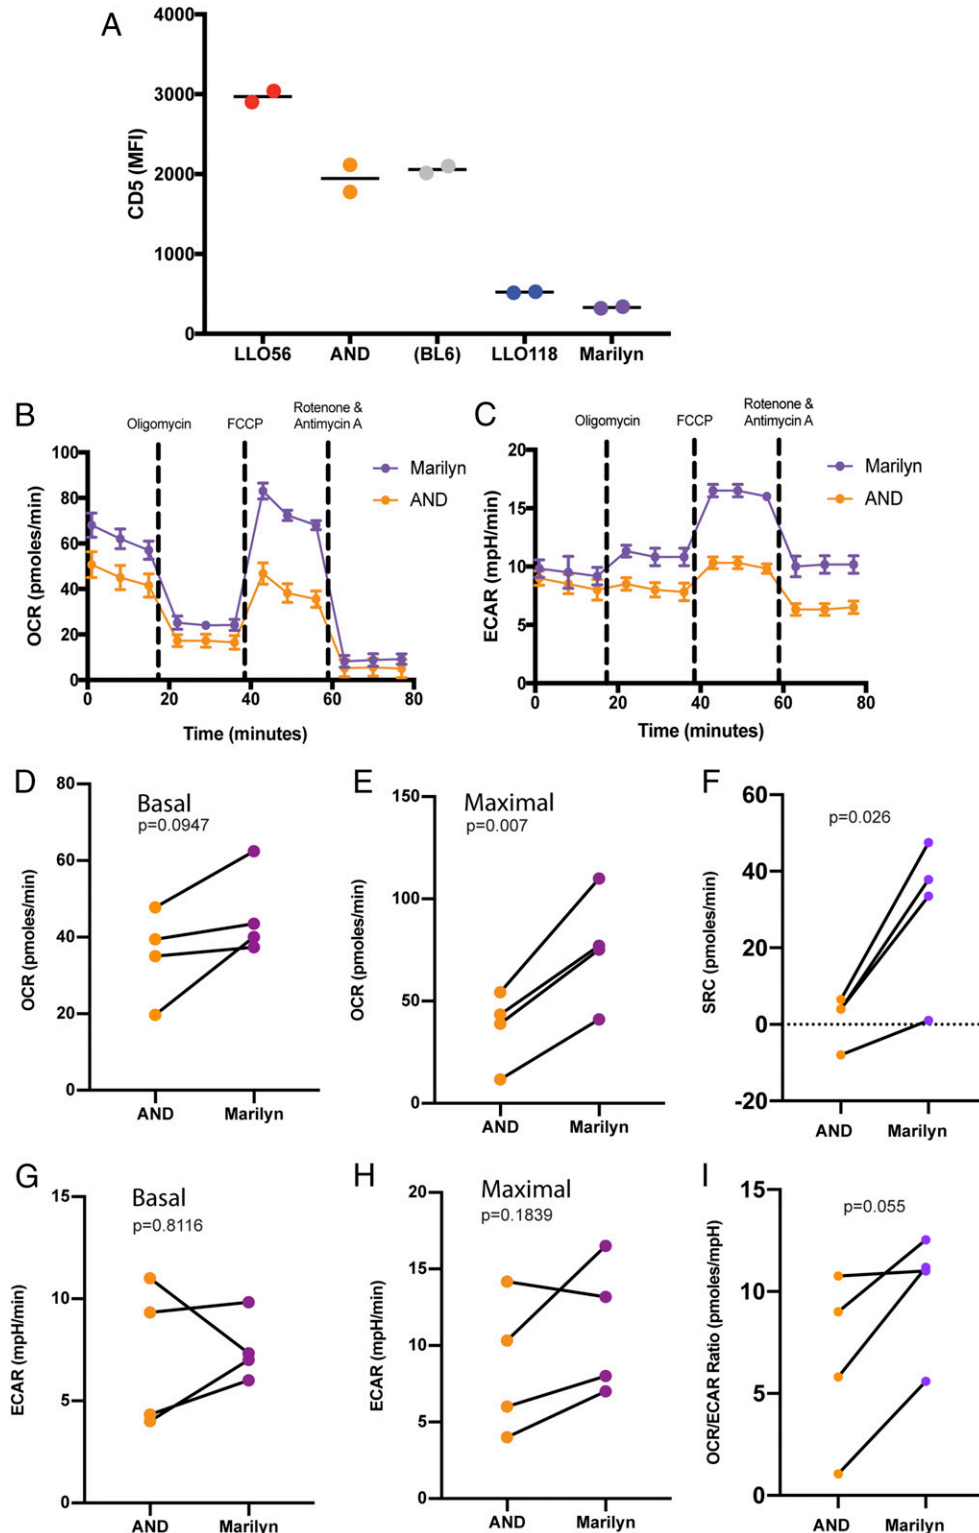 A
4000
3000
2000
1000
0
CD5 (MFI)
LLO56 AND (BL6) LLO118 Marilyn
B
Oligomycin FCCP Rotenone &
Antimycin A
100
80
60
40
20
0
OCR (pmoles/min)
Marilyn
AND
0 20 40 60 80
Time (minutes)
C
Oligomycin FCCP Rotenone &
Antimycin A
20
15
10
5
0
ECAR (mpH/min)
Marilyn
AND
0 20 40 60 80
Time (minutes)
D
Basal
p=0.0947
80
60
40
20
0
OCR (pmoles/min)
AND Marilyn
E
Maximal
p=0.007
150
100
50
0
OCR (pmoles/min)
AND Marilyn
F
p=0.026
60
40
20
0
-20
SRC (pmoles/min)
AND Marilyn
G
Basal
p=0.8116
15
10
5
0
ECAR (mpH/min)
AND Marilyn
H
Maximal
p=0.1839
20
15
10
5
0
ECAR (mpH/min)
AND Marilyn
I
p=0.055
15
10
5
0
OCR/ECAR Ratio (pmoles/mpH)
AND Marilyn